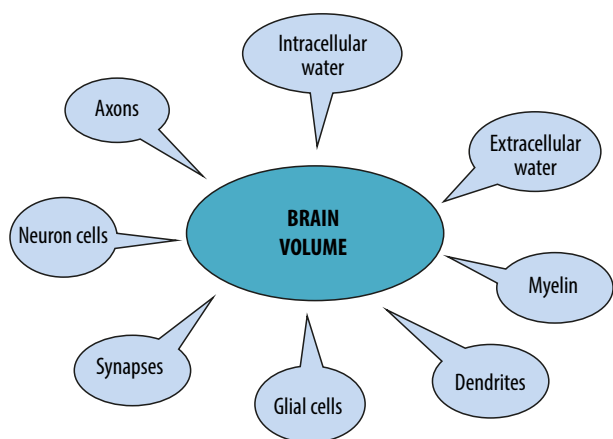 Intracellular
water
Axons
Extracellular
water
BRAIN
VOLUME
Neuron cells
Myelin
Synapses
Dendrites
Glial cells